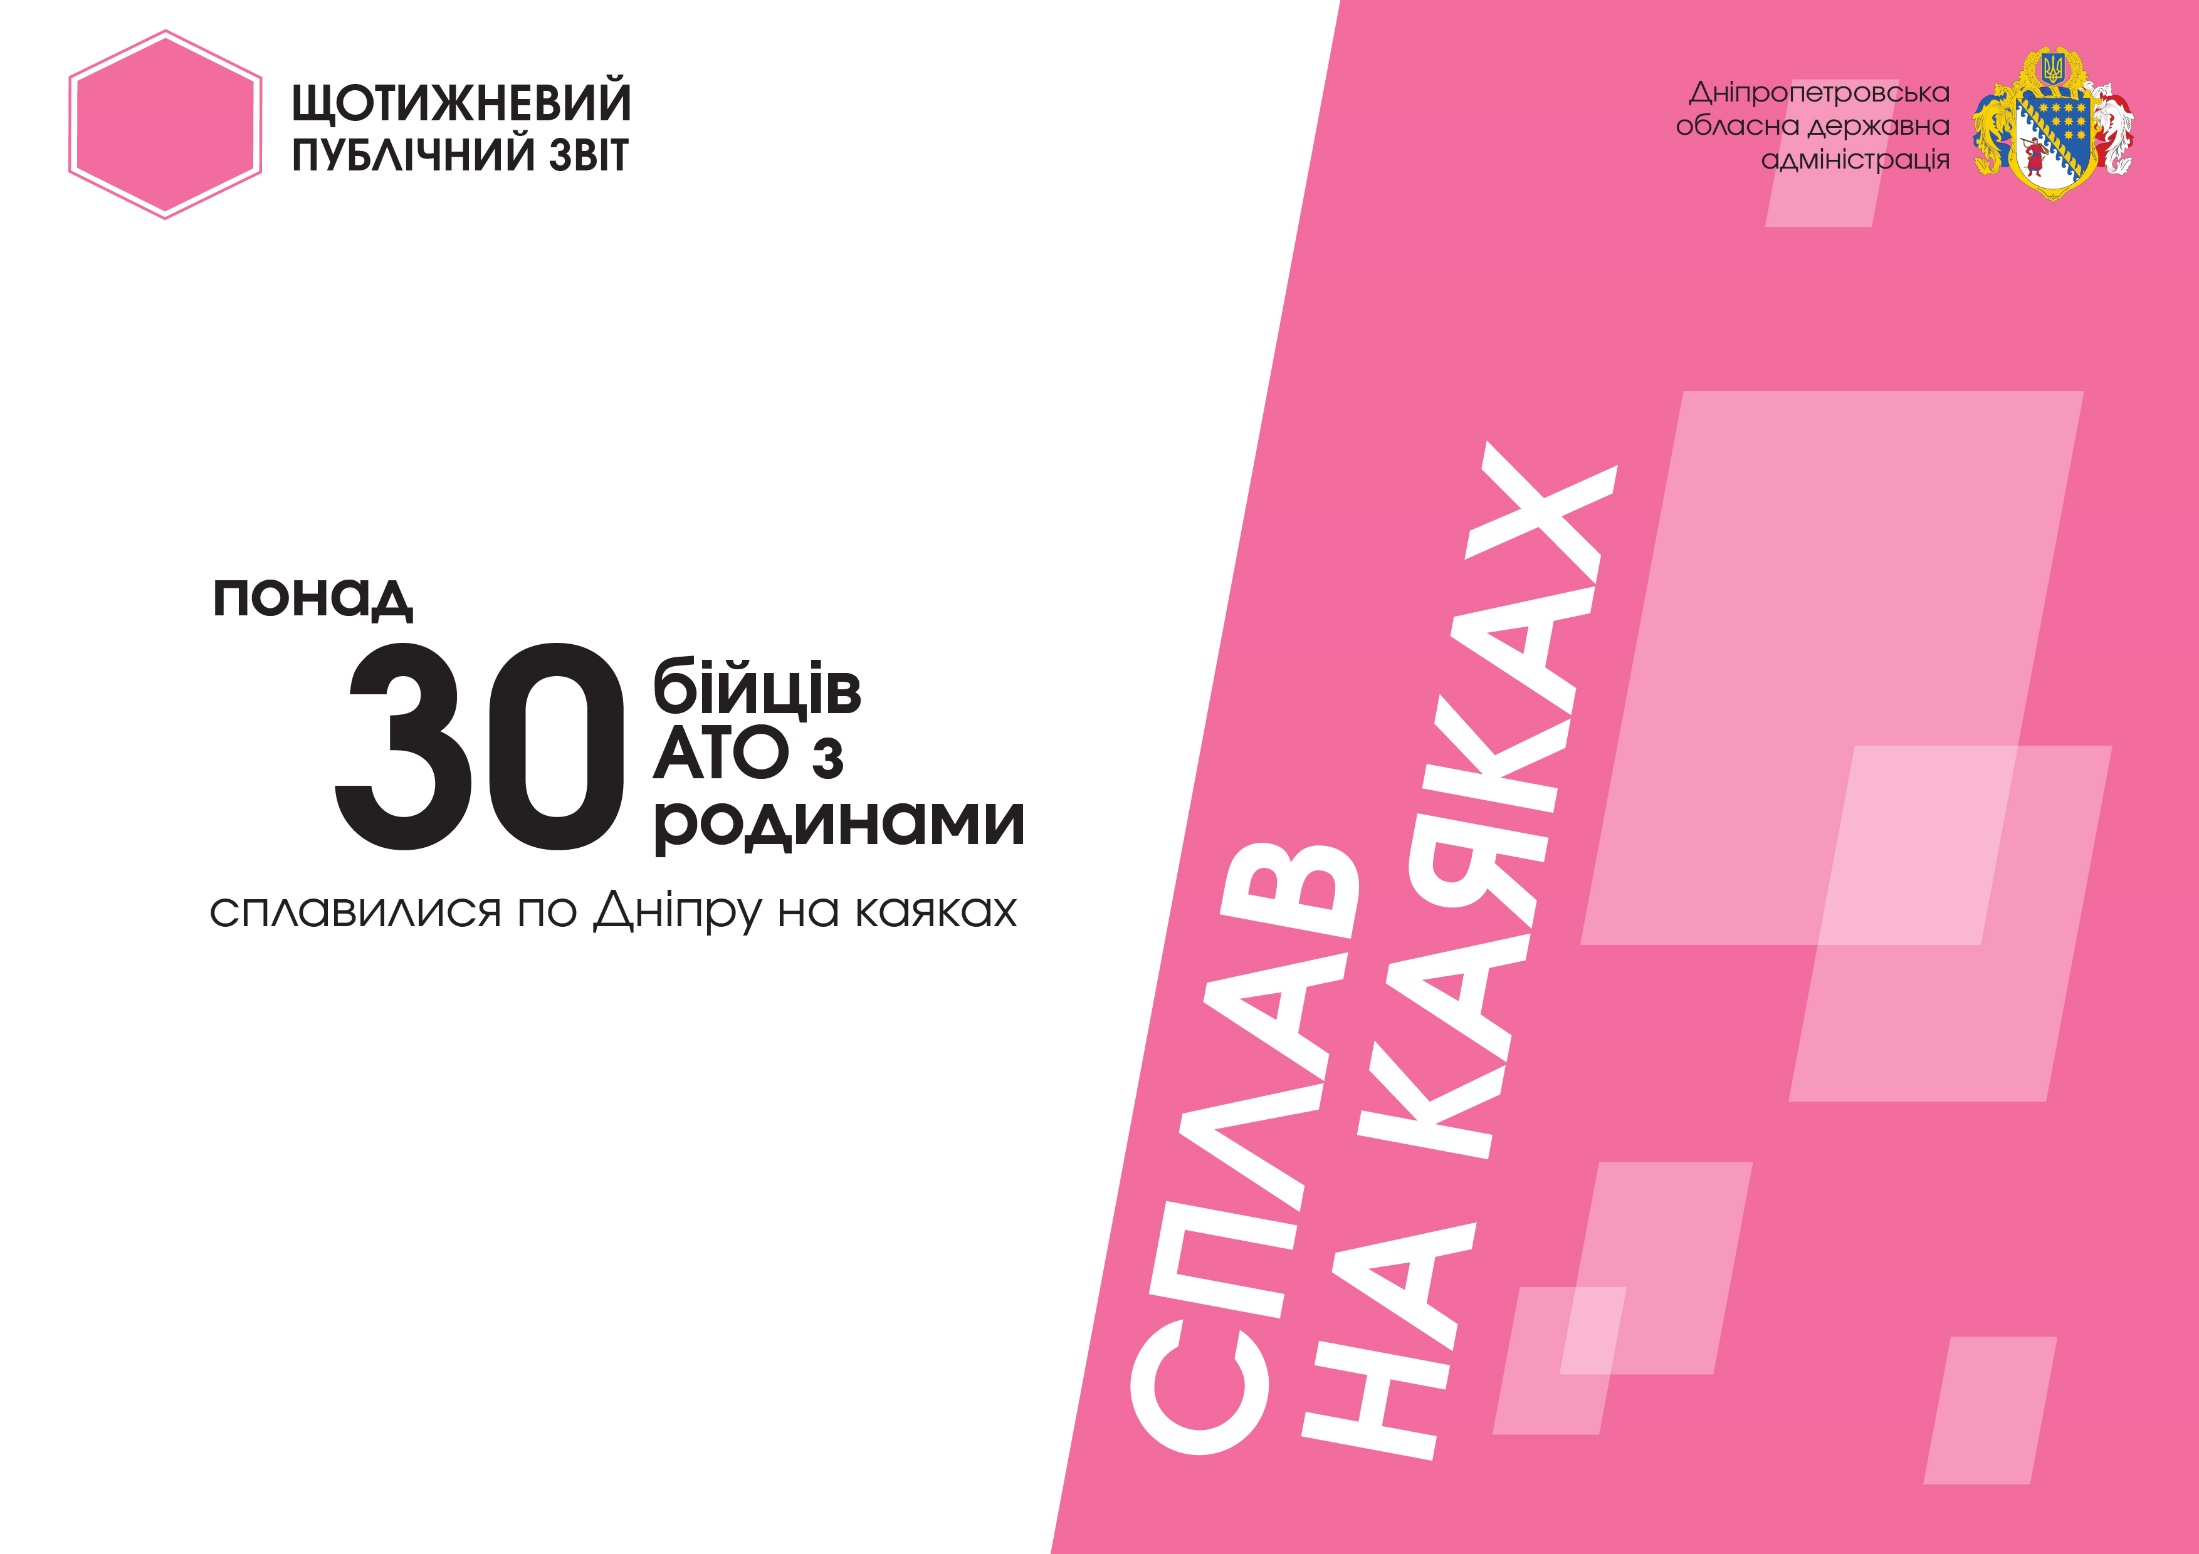 ЩОТИЖНЕВИЙ
ПУБЛІЧНИЙ ЗВІТ
Дніпропетровська
обласна державна
адміністрація
понад
30
бійців
АТО з
родинами
сплавилися по Дніпру на каяках
СПЛАВ
НА КАЯКАХ